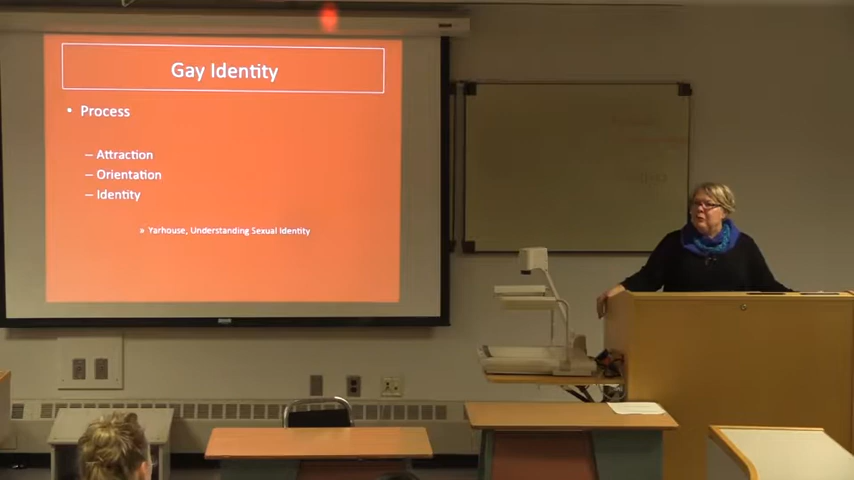 Gay Identity
• Process
– Attraction
– Orientation
– Identity
» Yarhouse, Understanding Sexual Identity